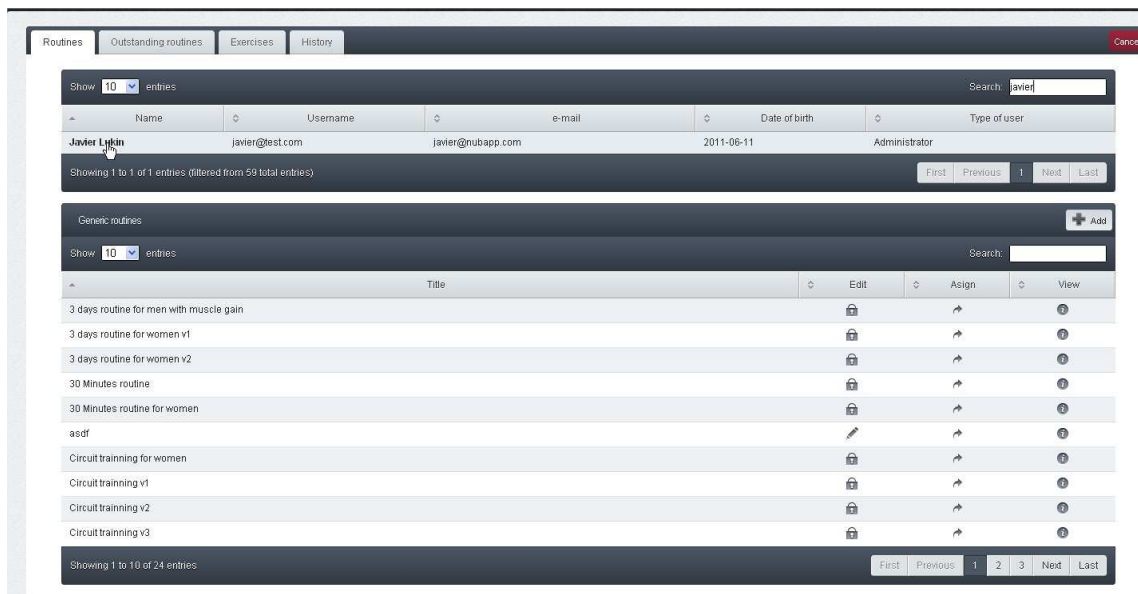 Routines Outstanding routines Exercises History Cance
Show 10 entries Search: javier
Name Username e-mail Date of birth Type of user
Javier Lukin javier@test.com javier@nubapp.com 2011-06-11 Administrator
Showing 1 to 1 of 1 entries (filtered from 59 total entries) First Previous 1 Next Last
Generic routines Add
Show 10 entries Search:
Title Edit Asign View
3 days routine for men with muscle gain
3 days routine for women v1
3 days routine for women v2
30 Minutes routine
30 Minutes routine for women
asdf
Circuit trainning for women
Circuit trainning v1
Circuit trainning v2
Circuit trainning v3
Showing 1 to 10 of 24 entries First Previous 1 2 3 Next Last